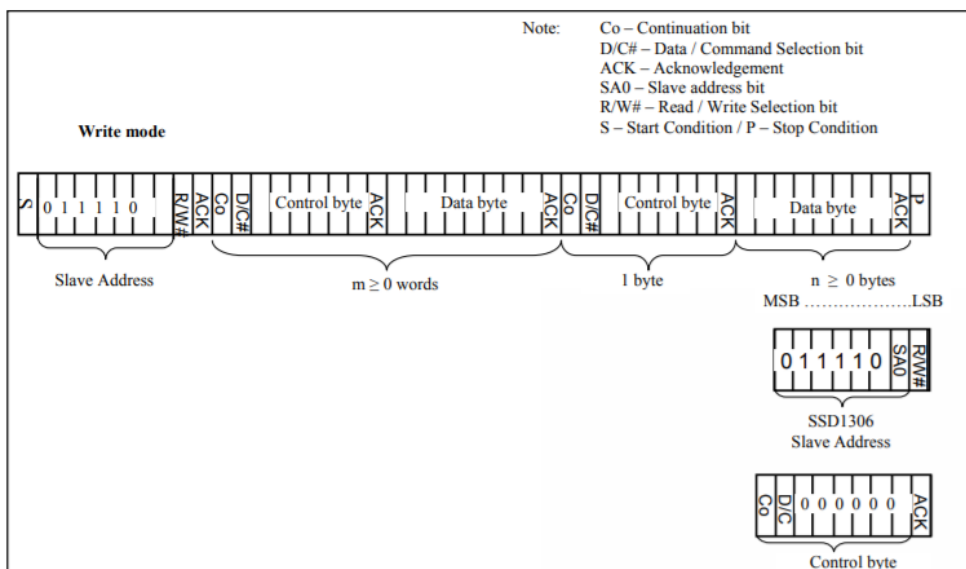 Note: Co – Continuation bit
D/C# – Data / Command Selection bit
ACK – Acknowledgement
SA0 – Slave address bit
R/W# – Read / Write Selection bit
S – Start Condition / P – Stop Condition
Write mode
S 0 1 1 1 1 0 R/W# ACK Co D/C# Control byte ACK Data byte ACK Co D/C# Control byte ACK Data byte ACK P
Slave Address m ≥ 0 words 1 byte n ≥ 0 bytes
MSB ……………….LSB
0 1 1 1 1 0 SA0 R/W#
SSD1306
Slave Address
Co D/C 0 0 0 0 0 0 ACK
Control byte